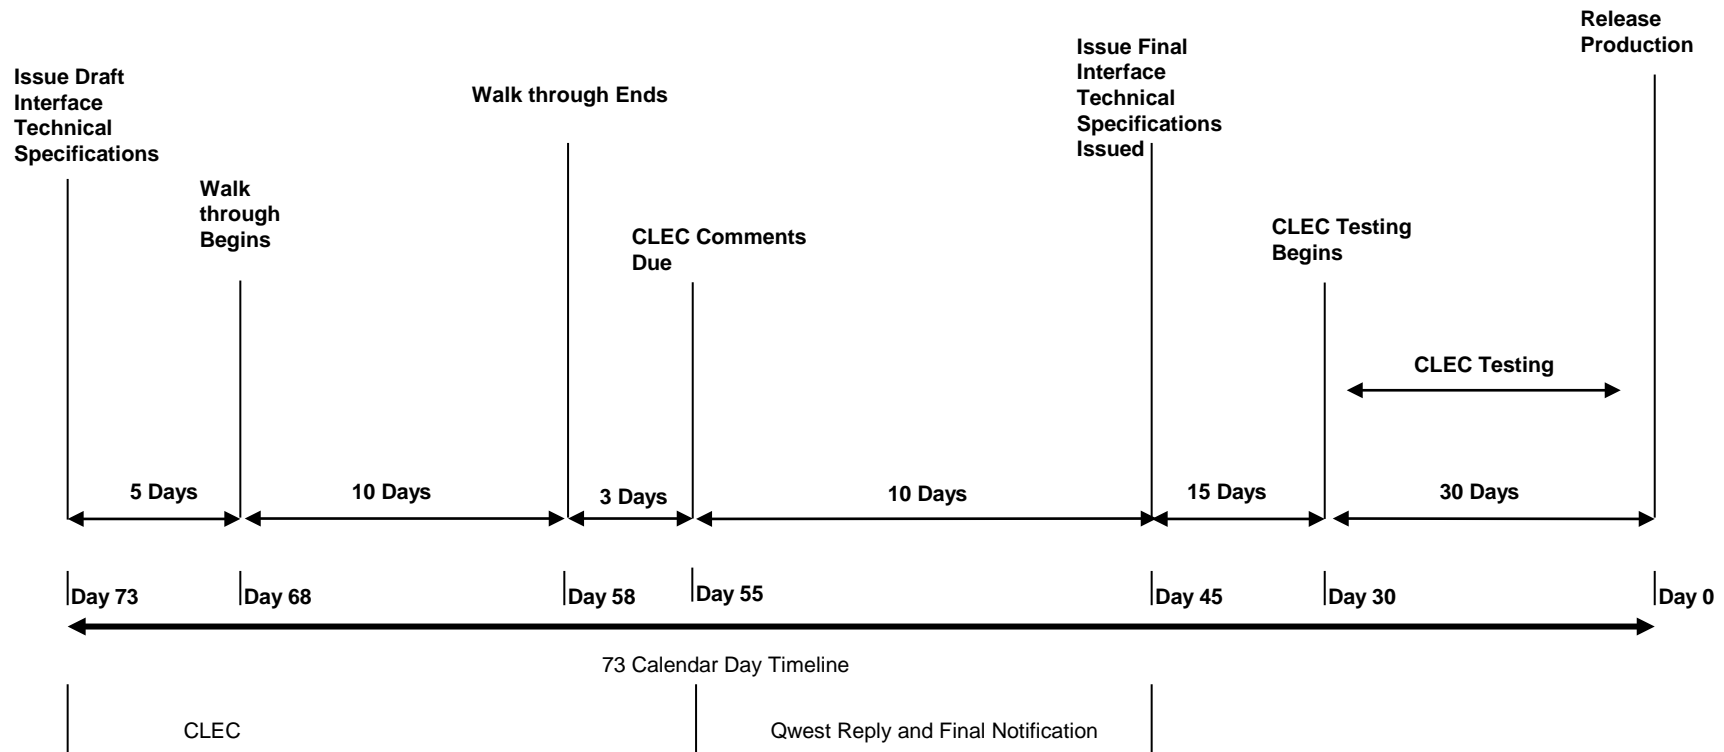 Release
Production
Issue Final
Interface
Technical
Specifications
Issued
Issue Draft
Interface
Technical
Specifications
Walk through Ends
Walk
through
Begins
CLEC Comments
Due
CLEC Testing
Begins
CLEC Testing
5 Days
10 Days
3 Days
10 Days
15 Days
30 Days
Day 73
Day 68
Day 58
Day 55
Day 45
Day 30
Day 0
73 Calendar Day Timeline
CLEC
Qwest Reply and Final Notification